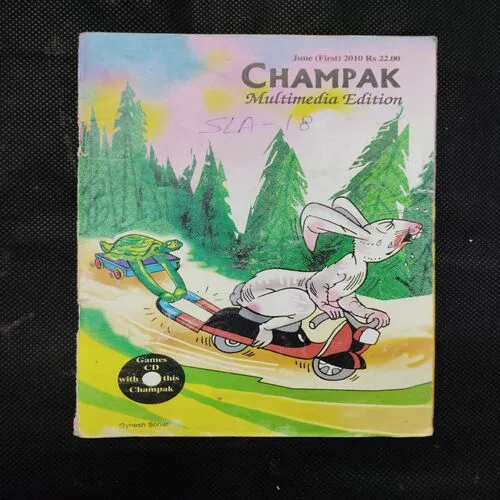 June (First) 2010 Rs 22.00
CHAMPAK
Multimedia Edition
SLA-18
Games
CD
with this
Champak
Gynesh Sonar